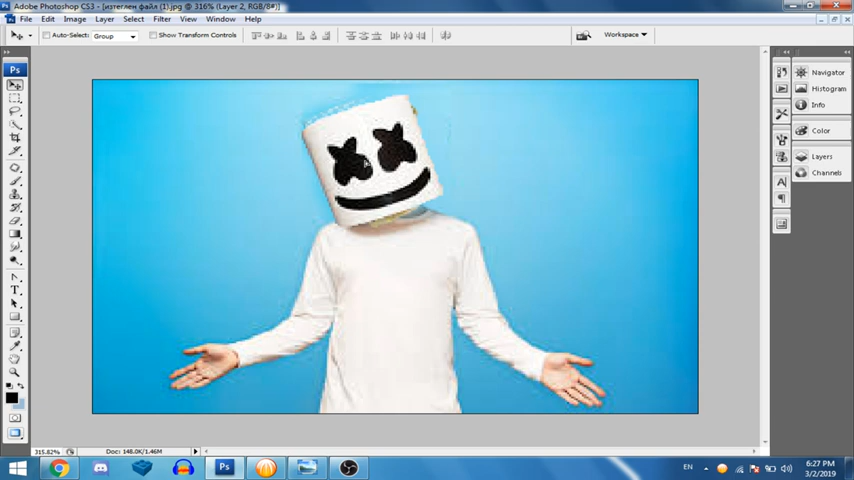 Adobe Photoshop CS3 - [изтеглен файл (1).jpg @ 316% (Layer 2, RGB/8#)]
File Edit Image Layer Select Filter View Window Help
Auto-Select: Group Show Transform Controls Workspace
Ps
Navigator
Histogram
Info
Color
Layers
Channels
315.82% Doc: 148.0K/1.46M
Ps EN 6:27 PM
3/2/2019